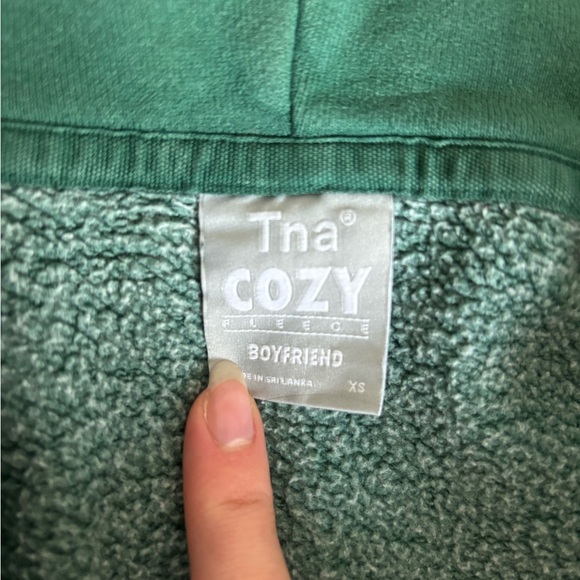 Tna®
COZY
FLEECE
BOYFRIEND
IN SRI LANKA XS